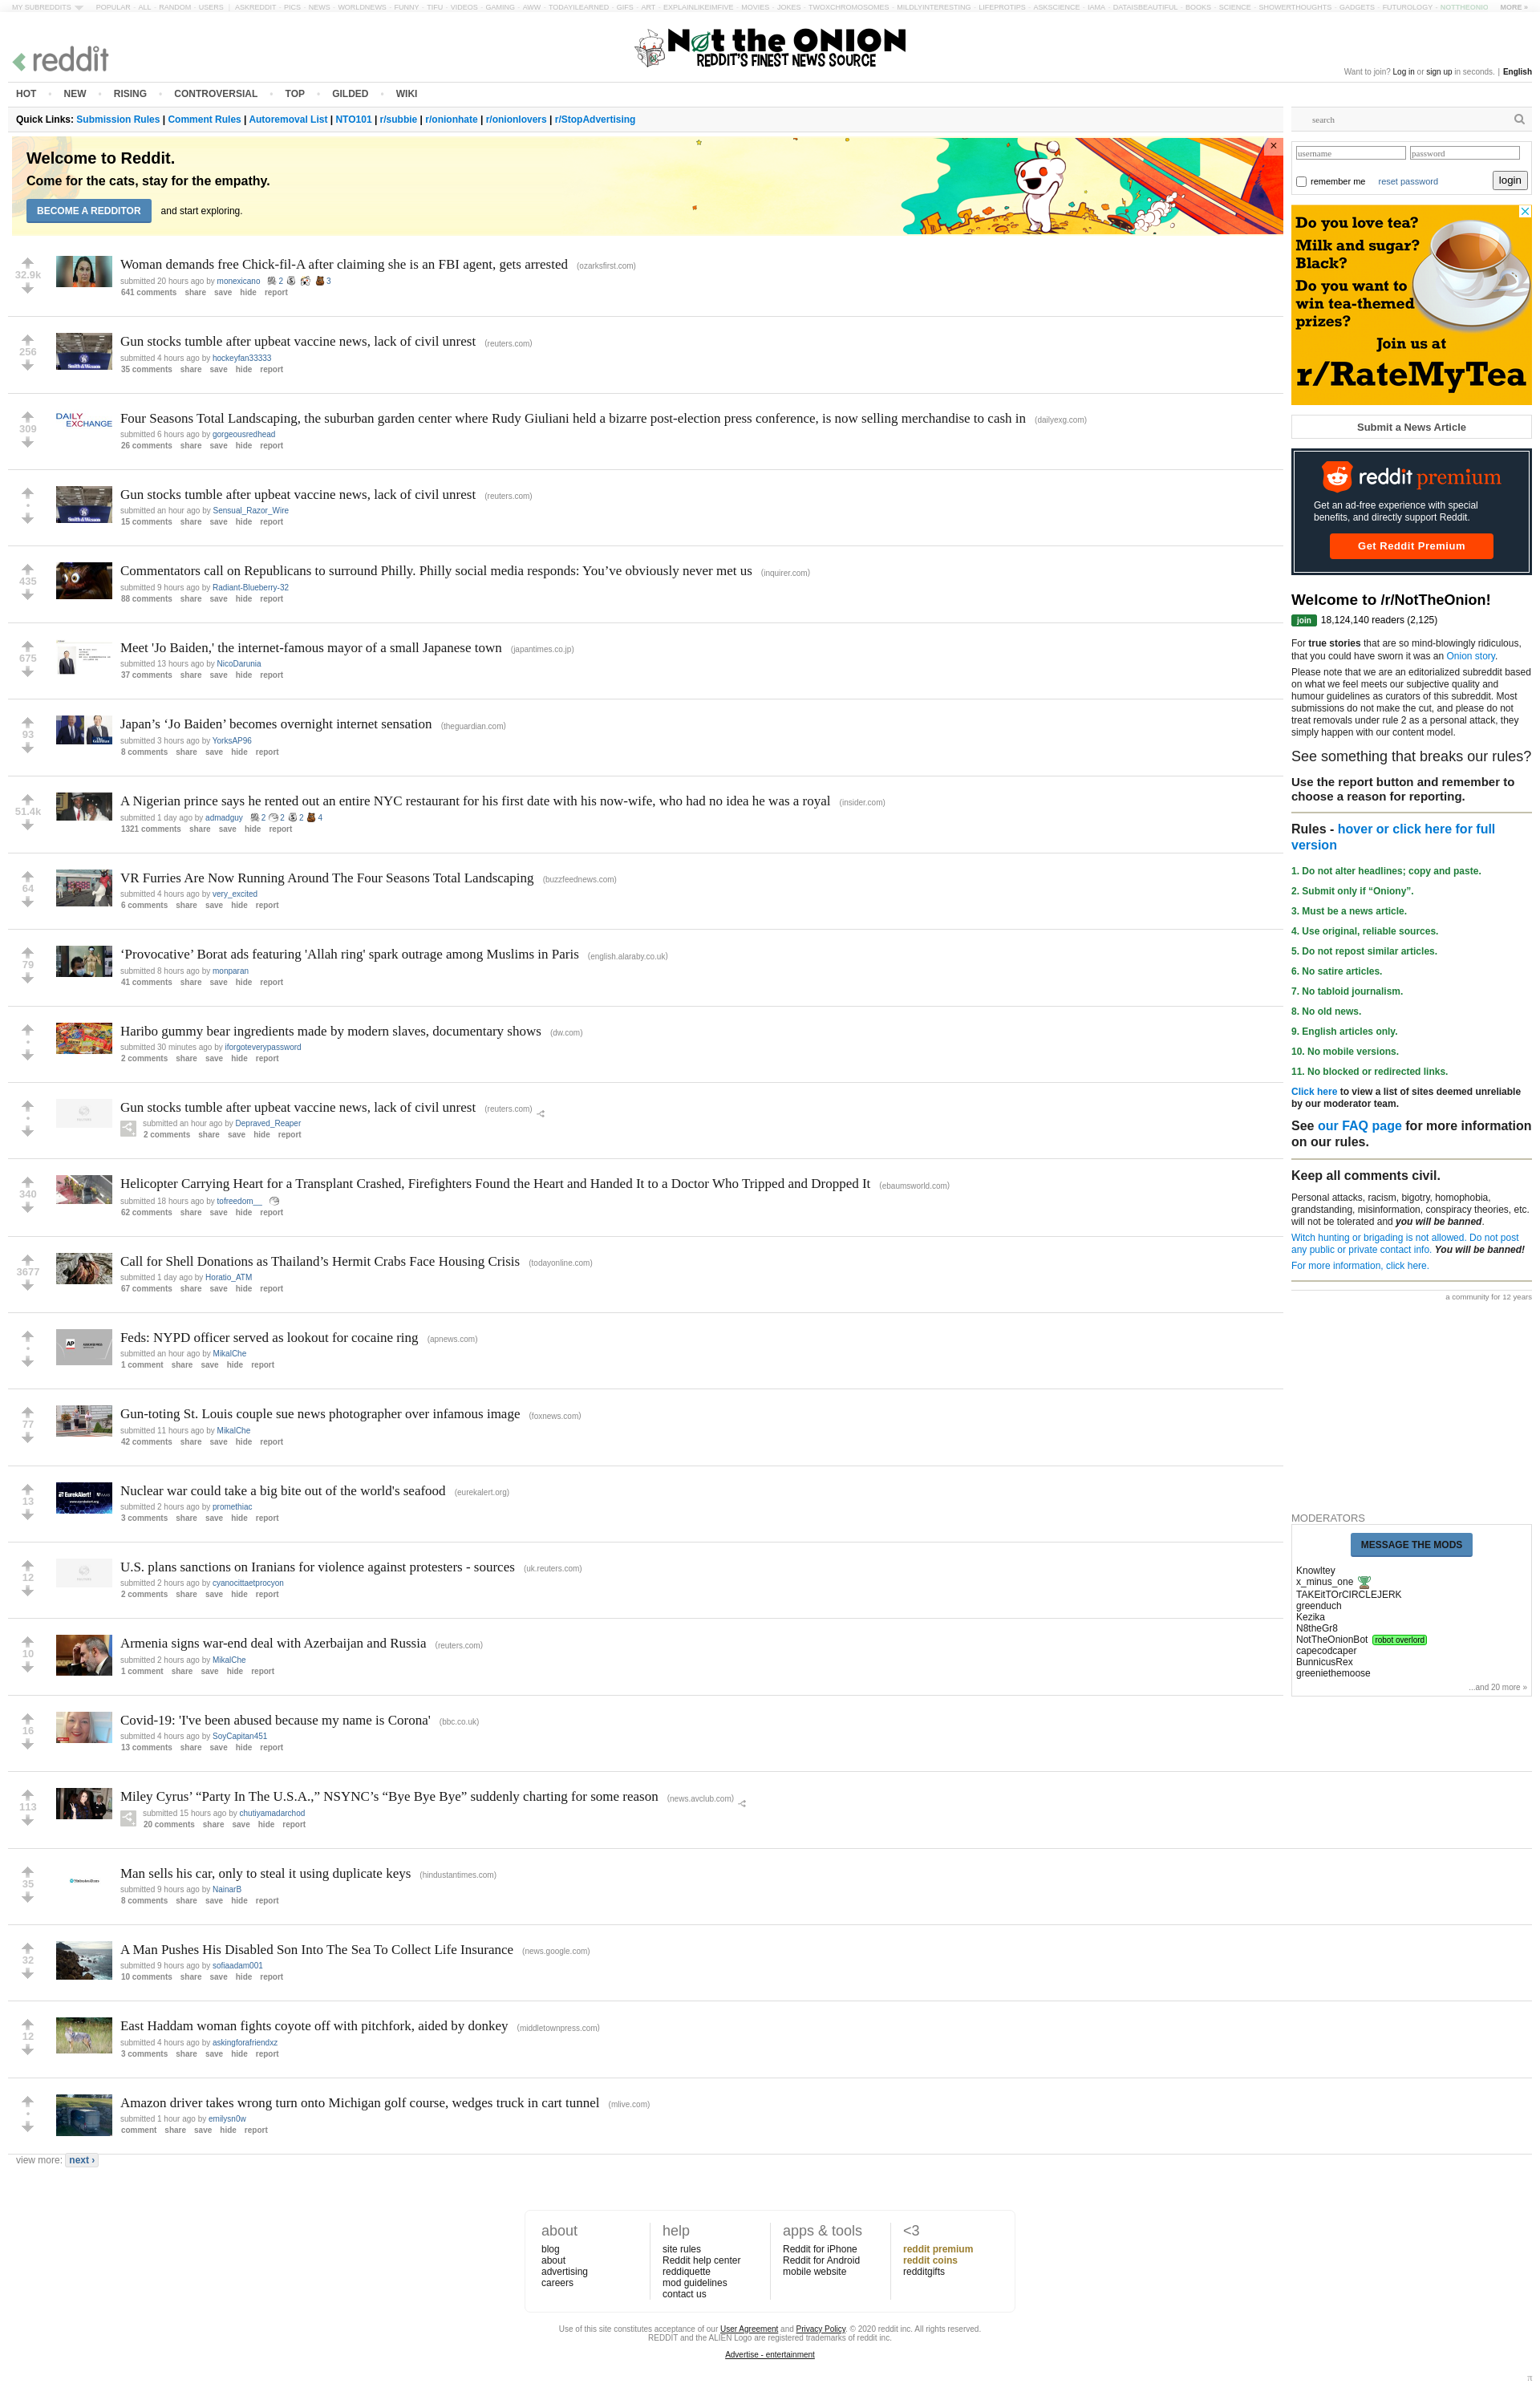 MY SUBREDDITS POPULAR - ALL - RANDOM - USERS | ASKREDDIT - PICS - NEWS - WORLDNEWS - FUNNY - TIFU - VIDEOS - GAMING - AWW - TODAYILEARNED - GIFS - ART - EXPLAINLIKEIMFIVE - MOVIES - JOKES - TWOXCHROMOSOMES - MILDLYINTERESTING - LIFEPROTIPS - ASKSCIENCE - IAMA - DATAISBEAUTIFUL - BOOKS - SCIENCE - SHOWERTHOUGHTS - GADGETS - FUTUROLOGY - NOTTHEONIO MORE »
reddit
Not the ONION
REDDIT'S FINEST NEWS SOURCE
Want to join? Log in or sign up in seconds. | English
HOT • NEW • RISING • CONTROVERSIAL • TOP • GILDED • WIKI
Quick Links: Submission Rules | Comment Rules | Autoremoval List | NTO101 | r/subbie | r/onionhate | r/onionlovers | r/StopAdvertising
Welcome to Reddit.
Come for the cats, stay for the empathy.
BECOME A REDDITOR and start exploring.
×
32.9k
Woman demands free Chick-fil-A after claiming she is an FBI agent, gets arrested (ozarksfirst.com)
submitted 20 hours ago by monexicano 2 3
641 comments share save hide report
256
Gun stocks tumble after upbeat vaccine news, lack of civil unrest (reuters.com)
submitted 4 hours ago by hockeyfan33333
35 comments share save hide report
309
DAILY EXCHANGE
Four Seasons Total Landscaping, the suburban garden center where Rudy Giuliani held a bizarre post-election press conference, is now selling merchandise to cash in (dailyexg.com)
submitted 6 hours ago by gorgeousredhead
26 comments share save hide report
•
Gun stocks tumble after upbeat vaccine news, lack of civil unrest (reuters.com)
submitted an hour ago by Sensual_Razor_Wire
15 comments share save hide report
435
Commentators call on Republicans to surround Philly. Philly social media responds: You’ve obviously never met us (inquirer.com)
submitted 9 hours ago by Radiant-Blueberry-32
88 comments share save hide report
675
Meet 'Jo Baiden,' the internet-famous mayor of a small Japanese town (japantimes.co.jp)
submitted 13 hours ago by NicoDarunia
37 comments share save hide report
93
Japan’s ‘Jo Baiden’ becomes overnight internet sensation (theguardian.com)
submitted 3 hours ago by YorksAP96
8 comments share save hide report
51.4k
A Nigerian prince says he rented out an entire NYC restaurant for his first date with his now-wife, who had no idea he was a royal (insider.com)
submitted 1 day ago by admadguy 2 2 2 4
1321 comments share save hide report
64
VR Furries Are Now Running Around The Four Seasons Total Landscaping (buzzfeednews.com)
submitted 4 hours ago by very_excited
6 comments share save hide report
79
‘Provocative’ Borat ads featuring 'Allah ring' spark outrage among Muslims in Paris (english.alaraby.co.uk)
submitted 8 hours ago by monparan
41 comments share save hide report
•
Haribo gummy bear ingredients made by modern slaves, documentary shows (dw.com)
submitted 30 minutes ago by iforgoteverypassword
2 comments share save hide report
•
Gun stocks tumble after upbeat vaccine news, lack of civil unrest (reuters.com)
submitted an hour ago by Depraved_Reaper
2 comments share save hide report
340
Helicopter Carrying Heart for a Transplant Crashed, Firefighters Found the Heart and Handed It to a Doctor Who Tripped and Dropped It (ebaumsworld.com)
submitted 18 hours ago by tofreedom__
62 comments share save hide report
3677
Call for Shell Donations as Thailand’s Hermit Crabs Face Housing Crisis (todayonline.com)
submitted 1 day ago by Horatio_ATM
67 comments share save hide report
•
AP
Feds: NYPD officer served as lookout for cocaine ring (apnews.com)
submitted an hour ago by MikalChe
1 comment share save hide report
77
Gun-toting St. Louis couple sue news photographer over infamous image (foxnews.com)
submitted 11 hours ago by MikalChe
42 comments share save hide report
13
EurekAlert!
Nuclear war could take a big bite out of the world's seafood (eurekalert.org)
submitted 2 hours ago by promethiac
3 comments share save hide report
12
U.S. plans sanctions on Iranians for violence against protesters - sources (uk.reuters.com)
submitted 2 hours ago by cyanocittaetprocyon
2 comments share save hide report
10
Armenia signs war-end deal with Azerbaijan and Russia (reuters.com)
submitted 2 hours ago by MikalChe
1 comment share save hide report
16
Covid-19: 'I've been abused because my name is Corona' (bbc.co.uk)
submitted 4 hours ago by SoyCapitan451
13 comments share save hide report
113
Miley Cyrus’ “Party In The U.S.A.,” NSYNC’s “Bye Bye Bye” suddenly charting for some reason (news.avclub.com)
submitted 15 hours ago by chutiyamadarchod
20 comments share save hide report
35
Man sells his car, only to steal it using duplicate keys (hindustantimes.com)
submitted 9 hours ago by NainarB
8 comments share save hide report
32
A Man Pushes His Disabled Son Into The Sea To Collect Life Insurance (news.google.com)
submitted 9 hours ago by sofiaadam001
10 comments share save hide report
12
East Haddam woman fights coyote off with pitchfork, aided by donkey (middletownpress.com)
submitted 4 hours ago by askingforafriendxz
3 comments share save hide report
•
Amazon driver takes wrong turn onto Michigan golf course, wedges truck in cart tunnel (mlive.com)
submitted 1 hour ago by emilysn0w
comment share save hide report
view more: next ›
search
username password
remember me reset password login
Do you love tea?
Milk and sugar?
Black?
Do you want to
win tea-themed
prizes?
Join us at
r/RateMyTea
Submit a News Article
reddit premium
Get an ad-free experience with special
benefits, and directly support Reddit.
Get Reddit Premium
Welcome to /r/NotTheOnion!
join 18,124,140 readers (2,125)
For true stories that are so mind-blowingly ridiculous,
that you could have sworn it was an Onion story.
Please note that we are an editorialized subreddit based
on what we feel meets our subjective quality and
humour guidelines as curators of this subreddit. Most
submissions do not make the cut, and please do not
treat removals under rule 2 as a personal attack, they
simply happen with our content model.
See something that breaks our rules?
Use the report button and remember to
choose a reason for reporting.
Rules - hover or click here for full
version
1. Do not alter headlines; copy and paste.
2. Submit only if “Oniony”.
3. Must be a news article.
4. Use original, reliable sources.
5. Do not repost similar articles.
6. No satire articles.
7. No tabloid journalism.
8. No old news.
9. English articles only.
10. No mobile versions.
11. No blocked or redirected links.
Click here to view a list of sites deemed unreliable
by our moderator team.
See our FAQ page for more information
on our rules.
Keep all comments civil.
Personal attacks, racism, bigotry, homophobia,
grandstanding, misinformation, conspiracy theories, etc.
will not be tolerated and you will be banned.
Witch hunting or brigading is not allowed. Do not post
any public or private contact info. You will be banned!
For more information, click here.
a community for 12 years
MODERATORS
MESSAGE THE MODS
Knowltey
x_minus_one
TAKEitTOrCIRCLEJERK
greenduch
Kezika
N8theGr8
NotTheOnionBot robot overlord
capecodcaper
BunnicusRex
greeniethemoose
...and 20 more »
about
blog
about
advertising
careers
help
site rules
Reddit help center
reddiquette
mod guidelines
contact us
apps & tools
Reddit for iPhone
Reddit for Android
mobile website
<3
reddit premium
reddit coins
redditgifts
Use of this site constitutes acceptance of our User Agreement and Privacy Policy. © 2020 reddit inc. All rights reserved.
REDDIT and the ALIEN Logo are registered trademarks of reddit inc.
Advertise - entertainment
π